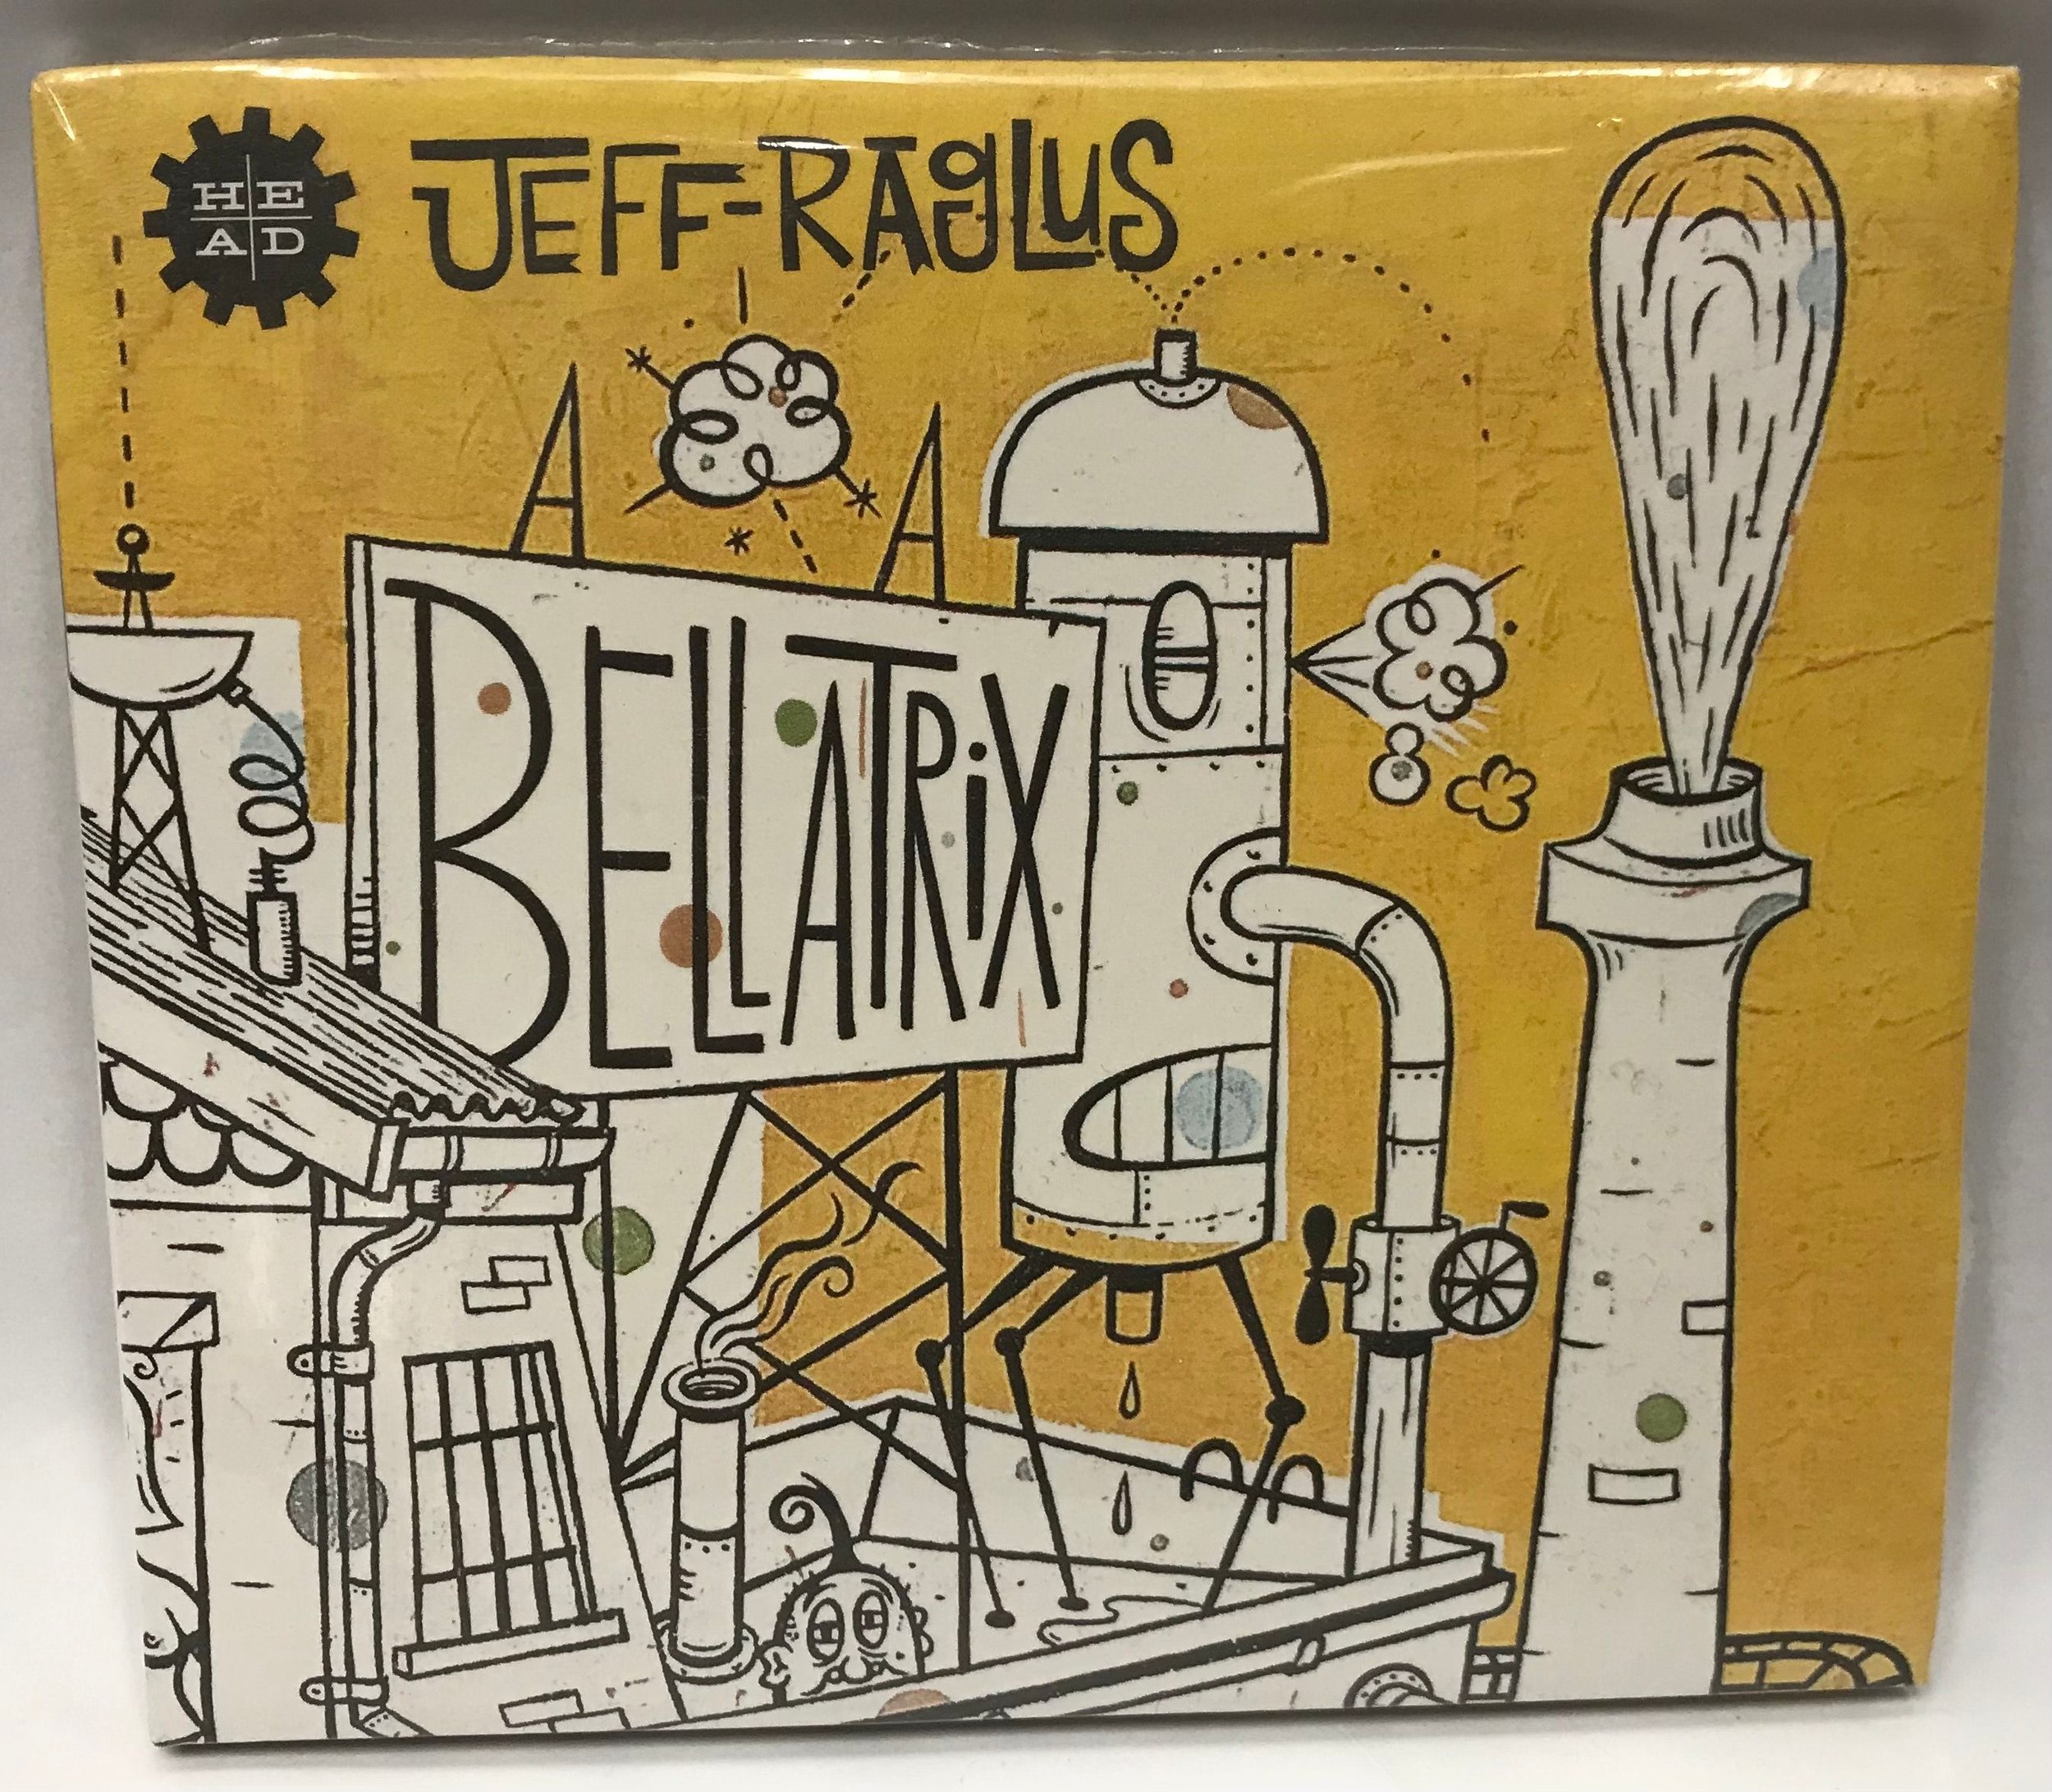 HE
AD
JEFF-RAGLUS
BELLATRiX